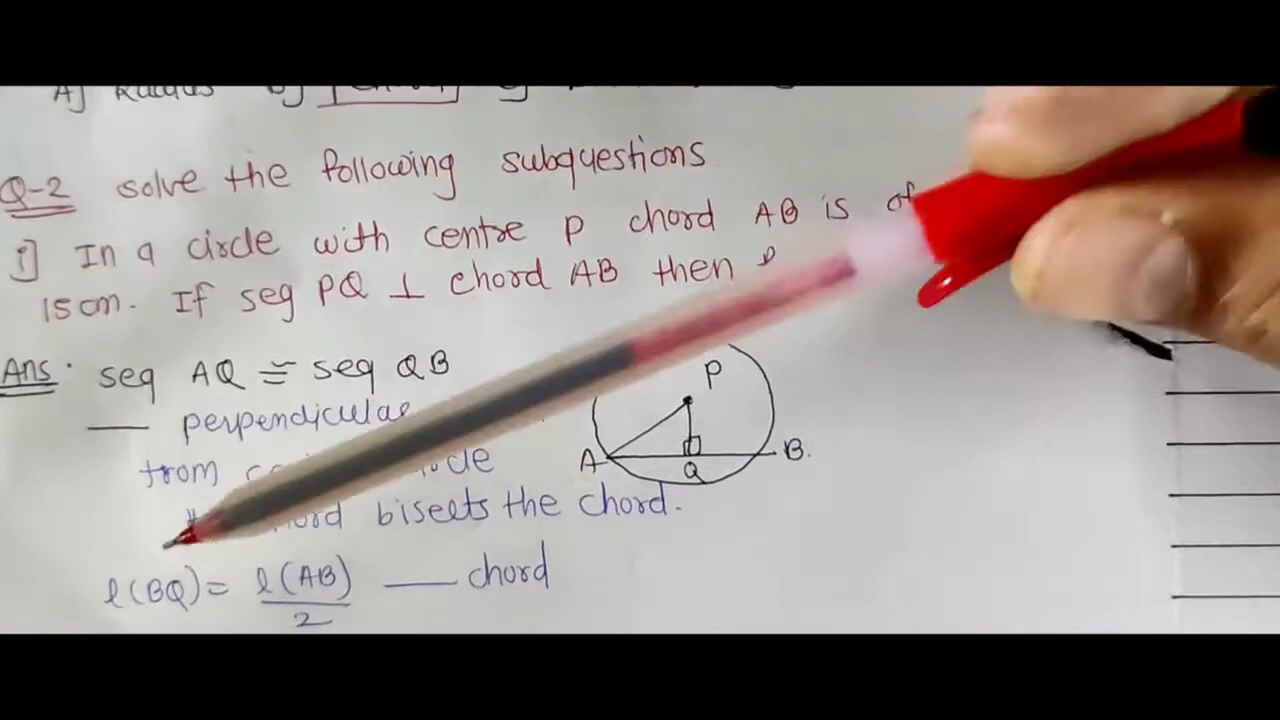 A]
Q-2 solve the following subquestions
i] In a circle with centre P chord AB is of
15cm. If seg PQ ⊥ chord AB then
Ans: seg AQ ≅ seg QB
— perpendicular
from
chord bisects the chord.
l(BQ) = l(AB)/2 — chord
P
A
Q
B.